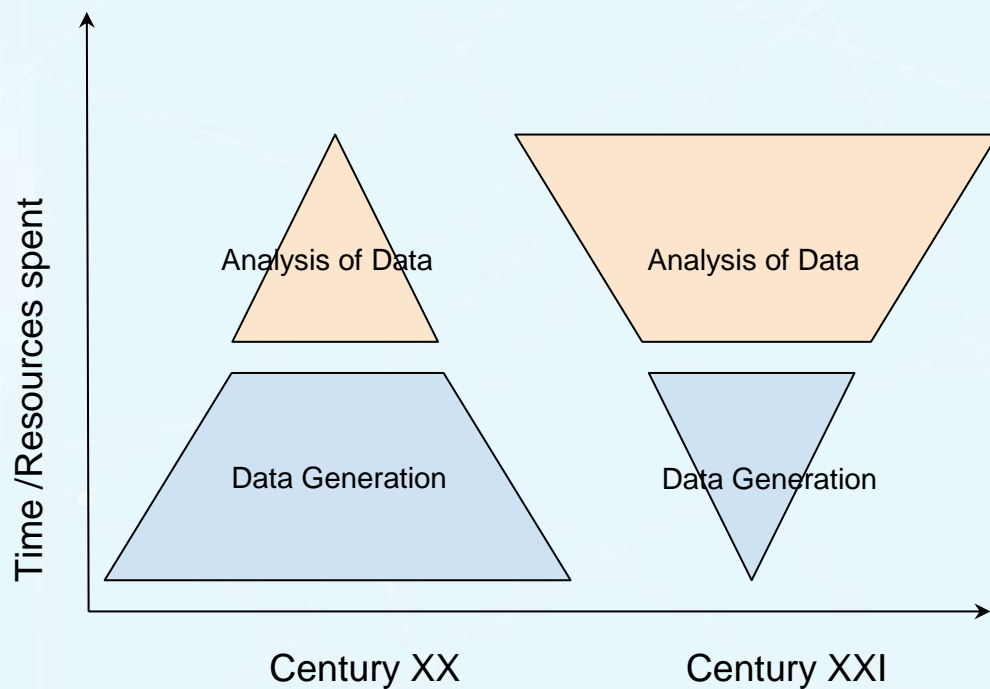 Time /Resources spent
Analysis of Data
Analysis of Data
Data Generation
Data Generation
Century XX
Century XXI